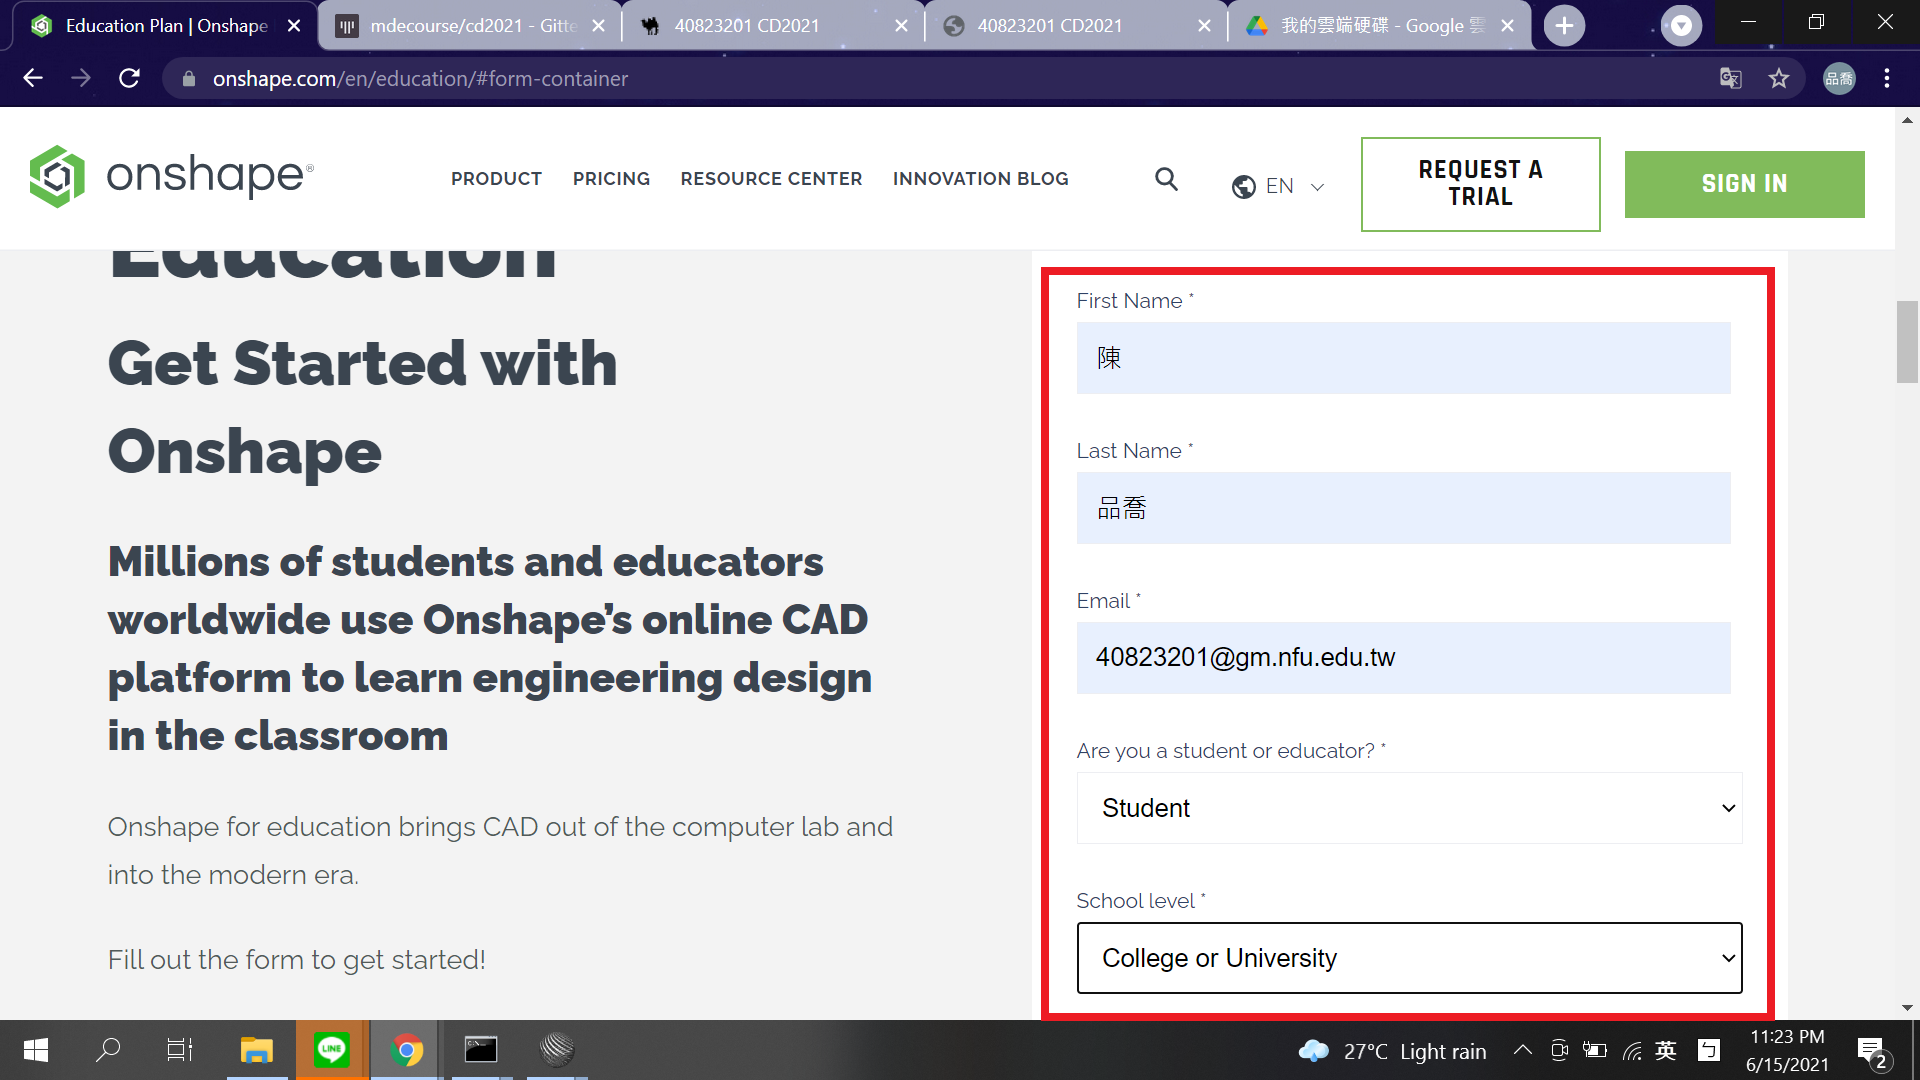 Education Plan | Onshape
mdecourse/cd2021 - Gitte
40823201 CD2021
40823201 CD2021
我的雲端硬碟 - Google 雲
onshape.com/en/education/#form-container
品喬
onshape®
PRODUCT
PRICING
RESOURCE CENTER
INNOVATION BLOG
EN
REQUEST A
TRIAL
SIGN IN
Education
Get Started with
Onshape
Millions of students and educators
worldwide use Onshape’s online CAD
platform to learn engineering design
in the classroom
Onshape for education brings CAD out of the computer lab and
into the modern era.
Fill out the form to get started!
First Name *
陳
Last Name *
品喬
Email *
40823201@gm.nfu.edu.tw
Are you a student or educator? *
Student
School level *
College or University
LINE
27°C Light rain
英
ㄅ
11:23 PM
6/15/2021
2